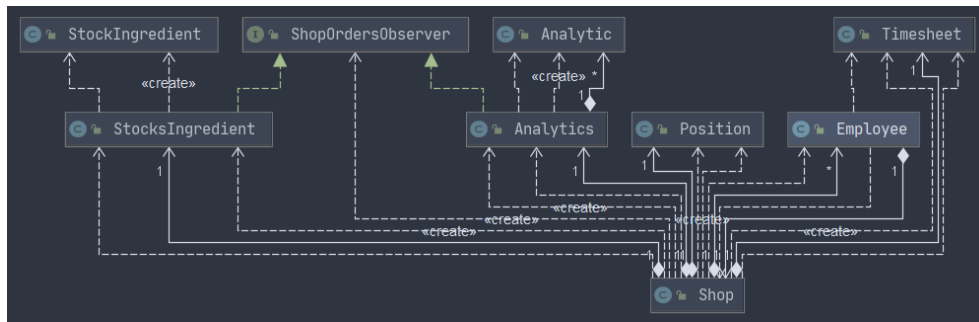 C StockIngredient
I ShopOrdersObserver
C Analytic
C Timesheet
«create»
«create» *
1
1
C StocksIngredient
C Analytics
C Position
C Employee
1
1
1
*
1
«create»
«create»
«create»
«create»
«create»
C Shop